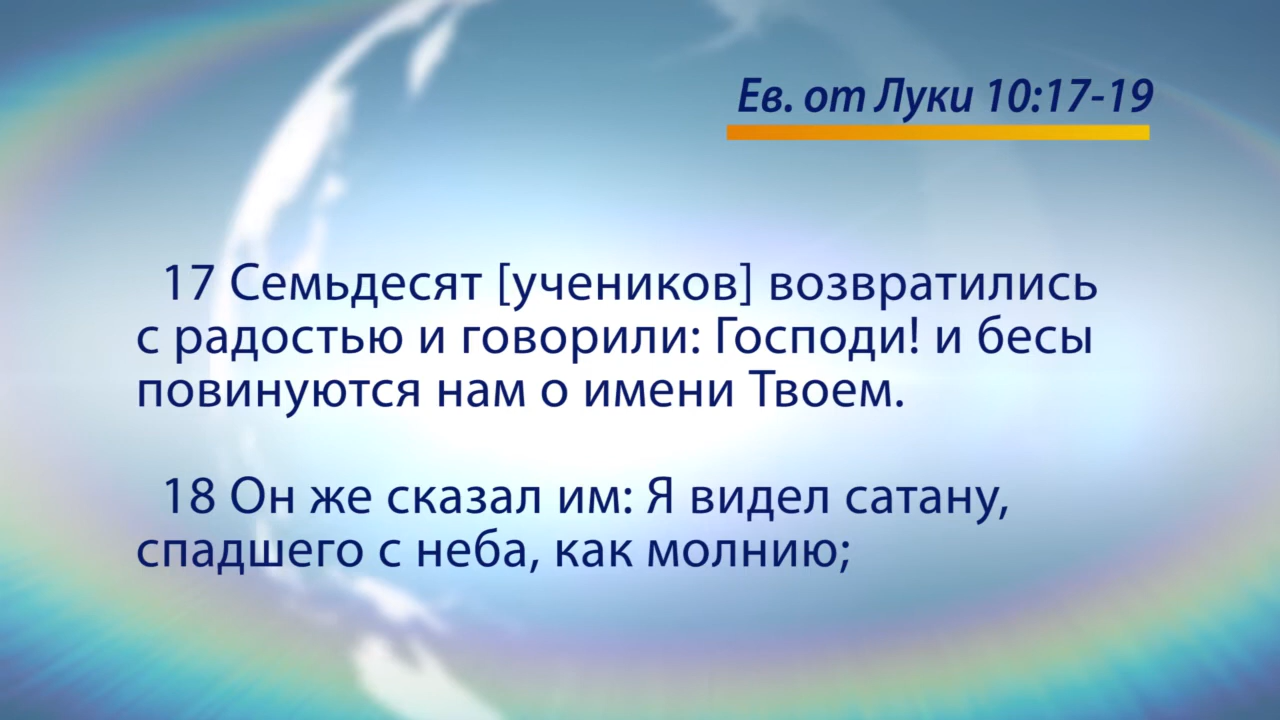 Ев. от Луки 10:17-19
17 Семьдесят [учеников] возвратились
с радостью и говорили: Господи! и бесы
повинуются нам о имени Твоем.
18 Он же сказал им: Я видел сатану,
спадшего с неба, как молнию;